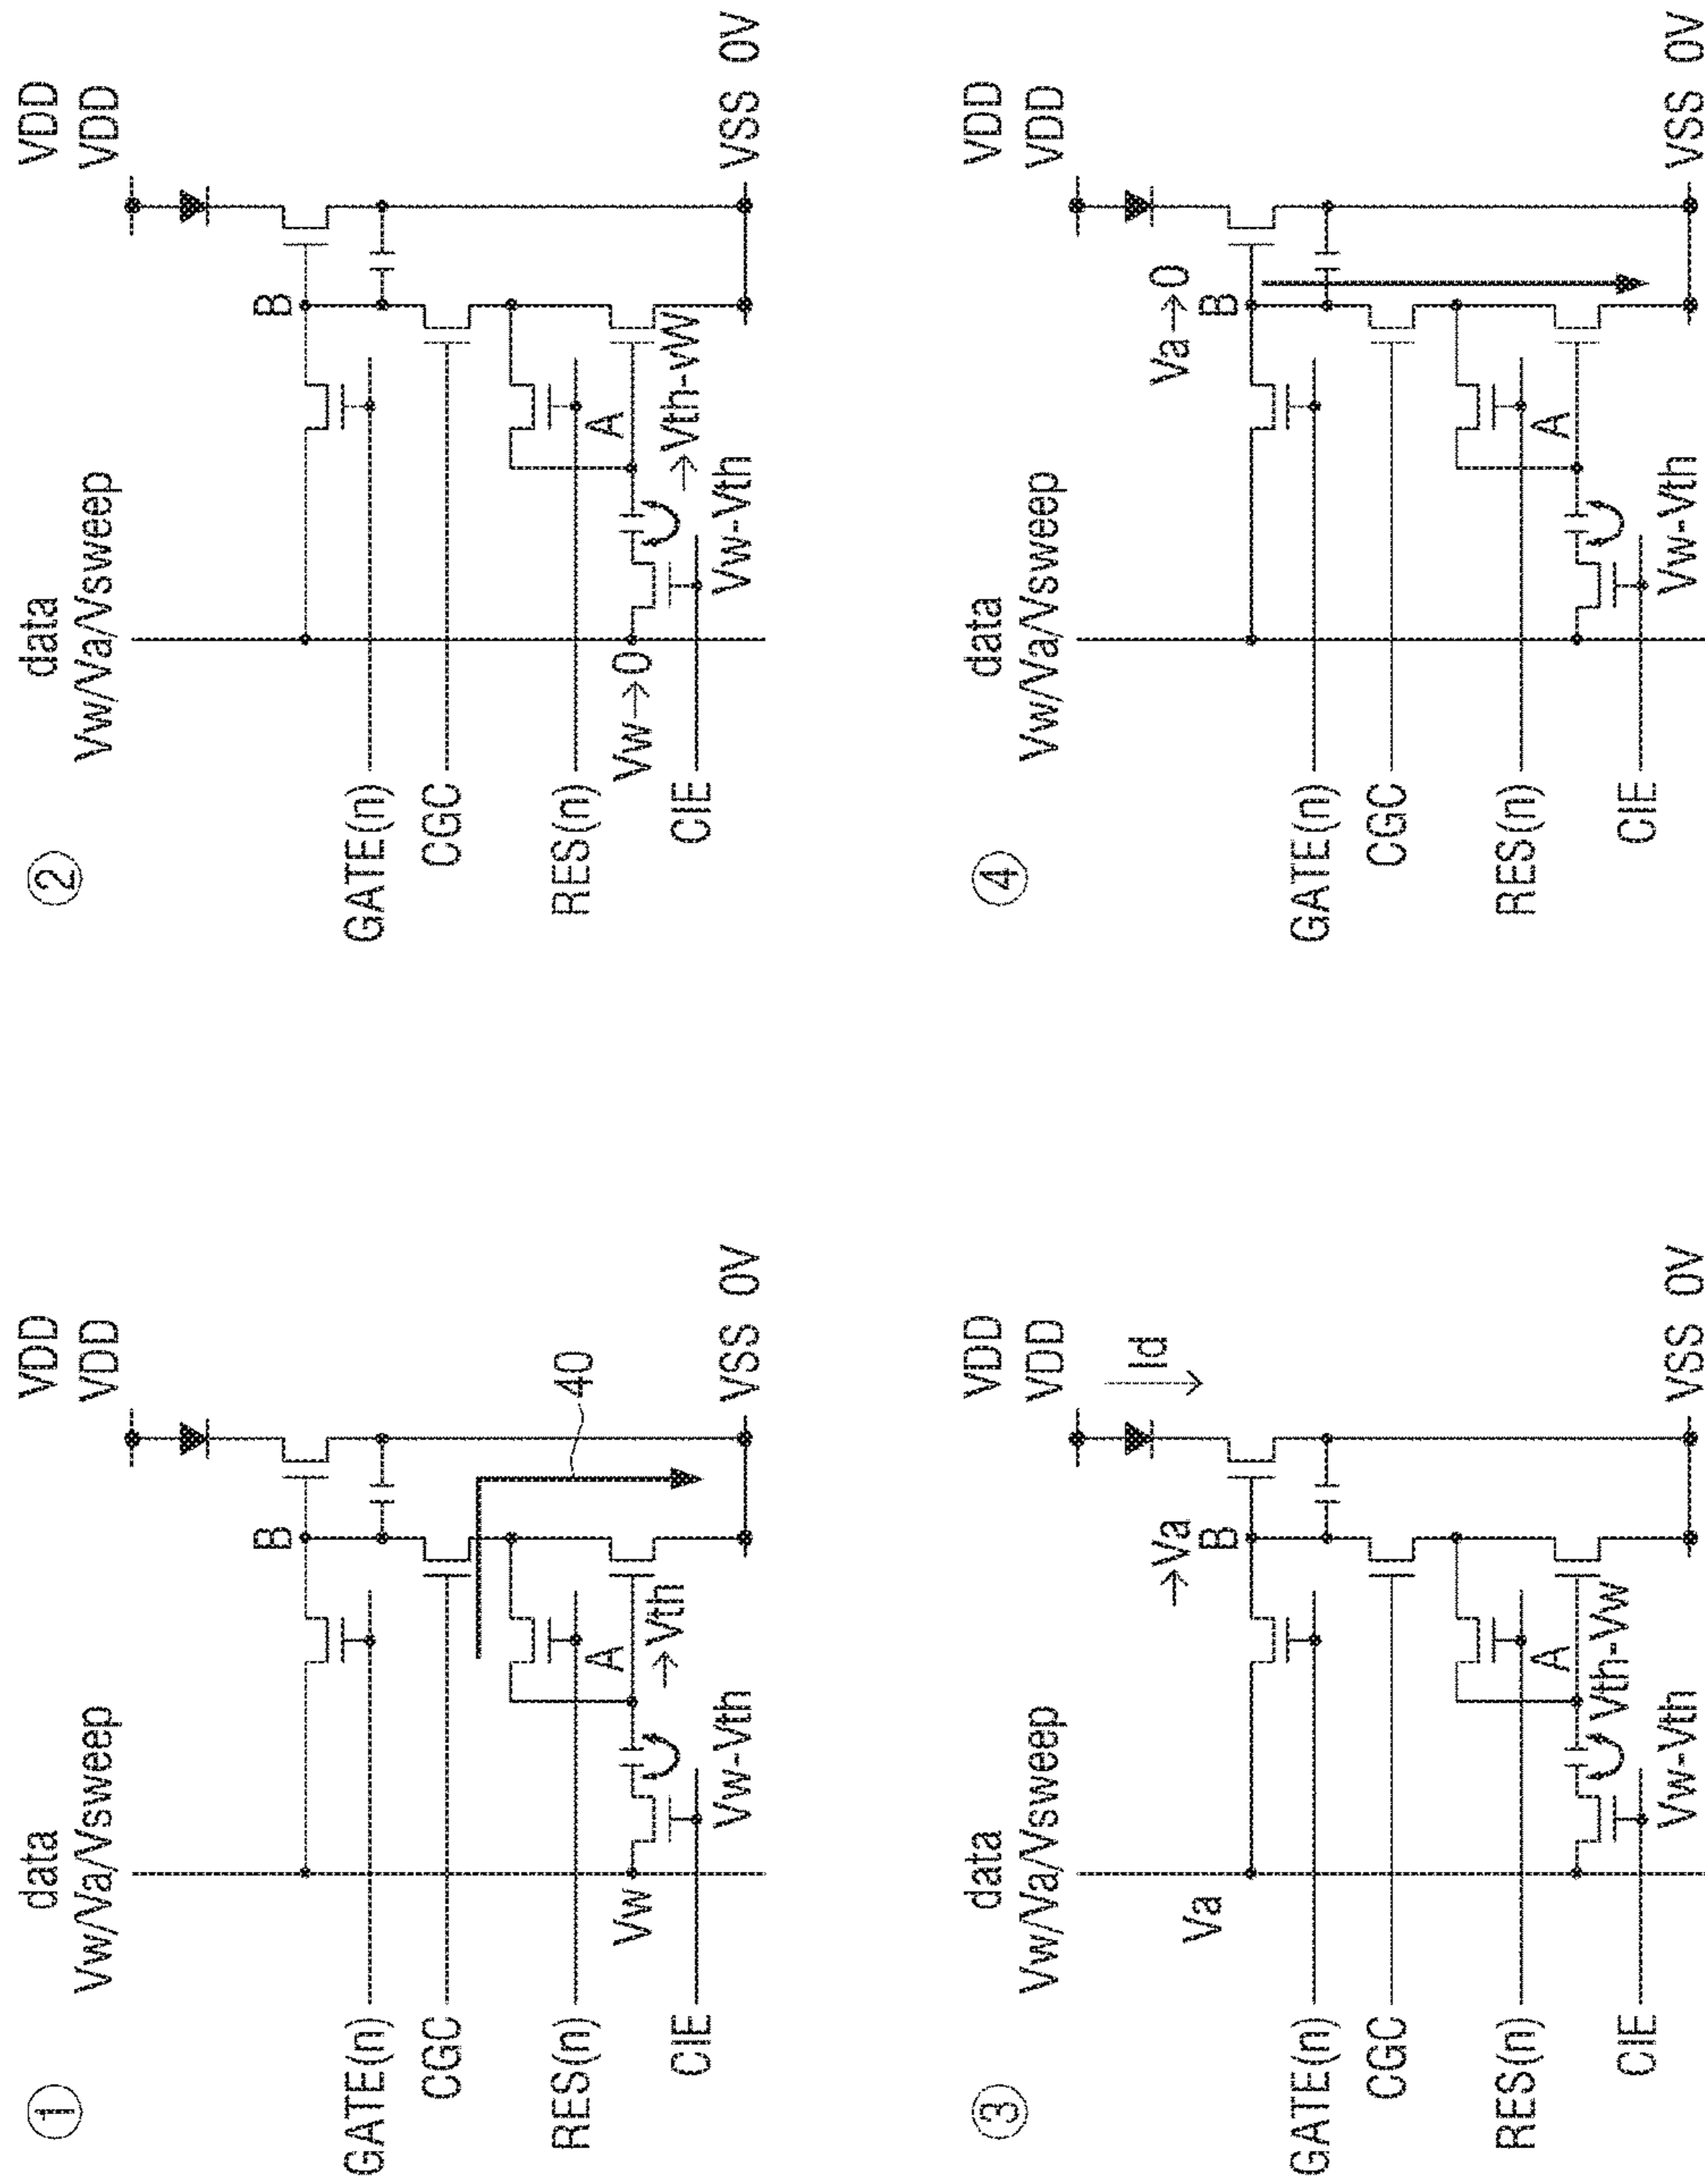 ①
data
Vw/Va/Vsweep
VDD
VDD
GATE(n)
CGC
RES(n)
CIE
B
A
Vw
→Vth
Vw-Vth
40
VSS 0V
②
data
Vw/Va/Vsweep
VDD
VDD
GATE(n)
CGC
RES(n)
CIE
B
A
Vw→0
→Vth-vW
Vw-Vth
VSS 0V
③
data
Vw/Va/Vsweep
VDD
VDD
Id
Va
→Va
B
GATE(n)
CGC
RES(n)
CIE
A
Vth-Vw
Vw-Vth
VSS 0V
④
data
Vw/Va/Vsweep
VDD
VDD
Va→0
B
GATE(n)
CGC
RES(n)
CIE
A
Vw-Vth
VSS 0V